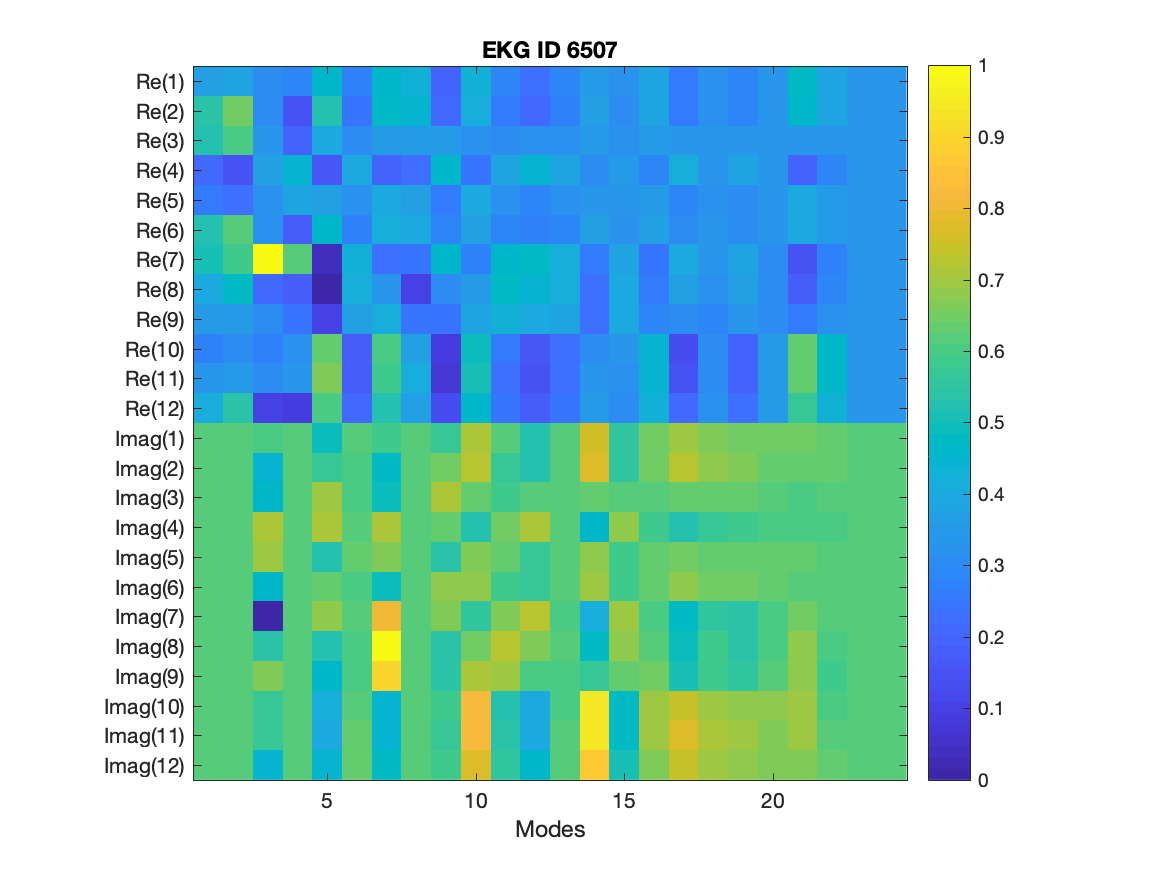 EKG ID 6507
Re(1)
Re(2)
Re(3)
Re(4)
Re(5)
Re(6)
Re(7)
Re(8)
Re(9)
Re(10)
Re(11)
Re(12)
Imag(1)
Imag(2)
Imag(3)
Imag(4)
Imag(5)
Imag(6)
Imag(7)
Imag(8)
Imag(9)
Imag(10)
Imag(11)
Imag(12)
5 10 15 20
Modes
1
0.9
0.8
0.7
0.6
0.5
0.4
0.3
0.2
0.1
0